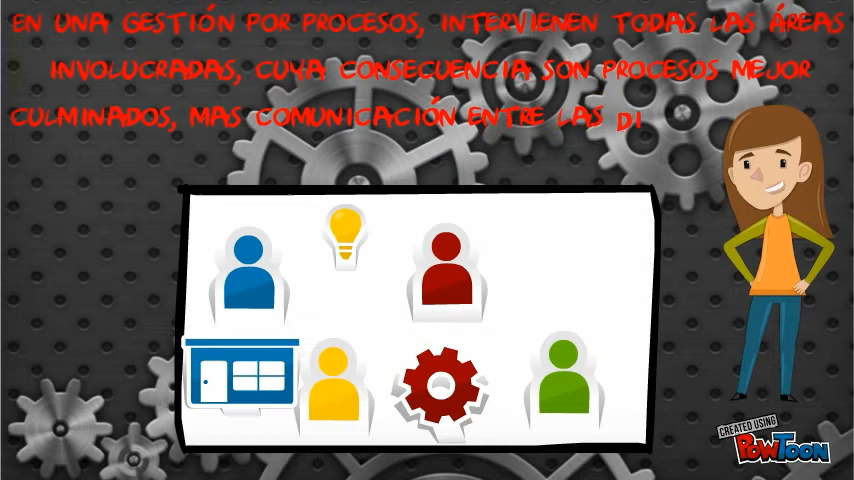 EN UNA GESTIÓN POR PROCESOS, INTERVIENEN TODAS LAS ÁREAS
INVOLUCRADAS, CUYA CONSECUENCIA SON PROCESOS MEJOR
CULMINADOS, MAS COMUNICACIÓN ENTRE LAS DI
CREATED USING
POWTOON